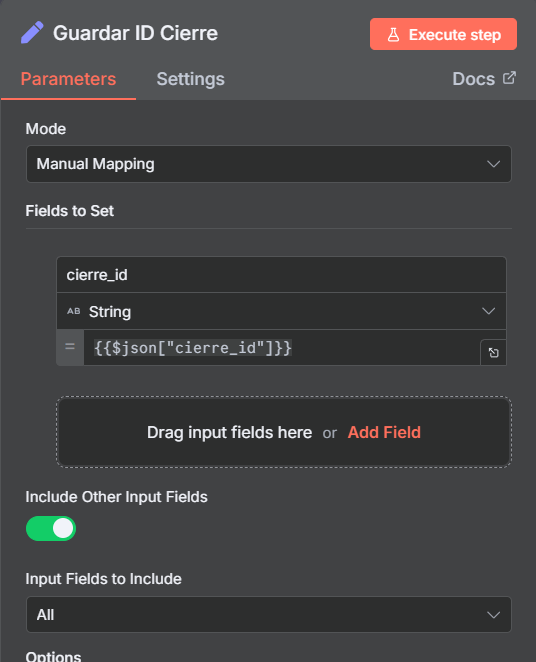 Guardar ID Cierre
Execute step
Parameters Settings Docs
Mode
Manual Mapping
Fields to Set
cierre_id
AB String
= {{$json["cierre_id"]}}
Drag input fields here or Add Field
Include Other Input Fields
Input Fields to Include
All
Options